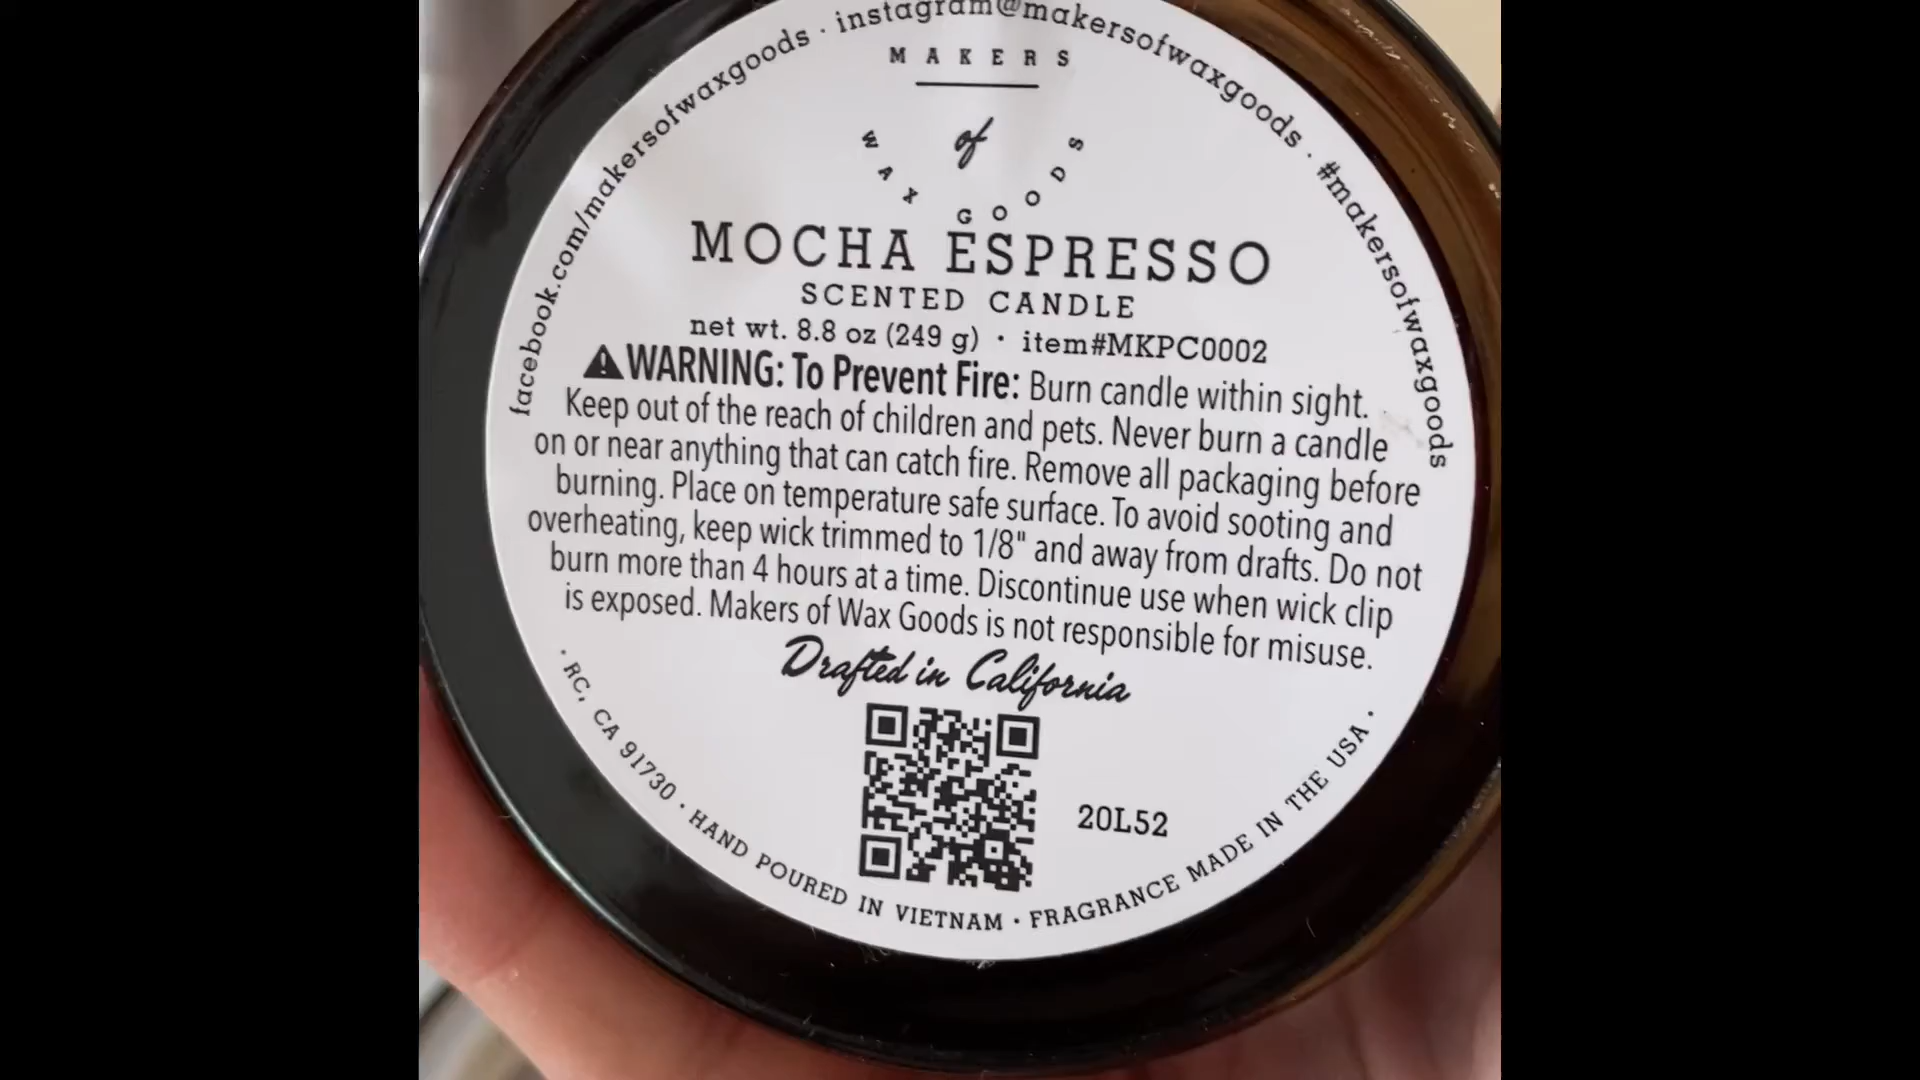 facebook.com/makersofwaxgoods · instagram@makersofwaxgoods · #makersofwaxgoods
MAKERS
of
WAX GOODS
MOCHA ESPRESSO
SCENTED CANDLE
net wt. 8.8 oz (249 g) · item#MKPC0002
⚠WARNING: To Prevent Fire: Burn candle within sight.
Keep out of the reach of children and pets. Never burn a candle
on or near anything that can catch fire. Remove all packaging before
burning. Place on temperature safe surface. To avoid sooting and
overheating, keep wick trimmed to 1/8" and away from drafts. Do not
burn more than 4 hours at a time. Discontinue use when wick clip
is exposed. Makers of Wax Goods is not responsible for misuse.
Drafted in California
20L52
· RC, CA 91730 · HAND POURED IN VIETNAM · FRAGRANCE MADE IN THE USA ·